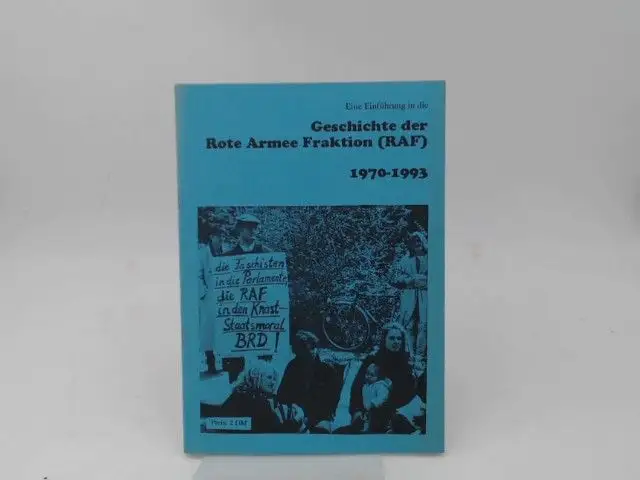 Eine Einführung in die
Geschichte der
Rote Armee Fraktion (RAF)
1970-1993
die Faschisten
in die Parlamente
die RAF
in den Knast-
Staatsmoral
BRD!
Preis: 2 DM